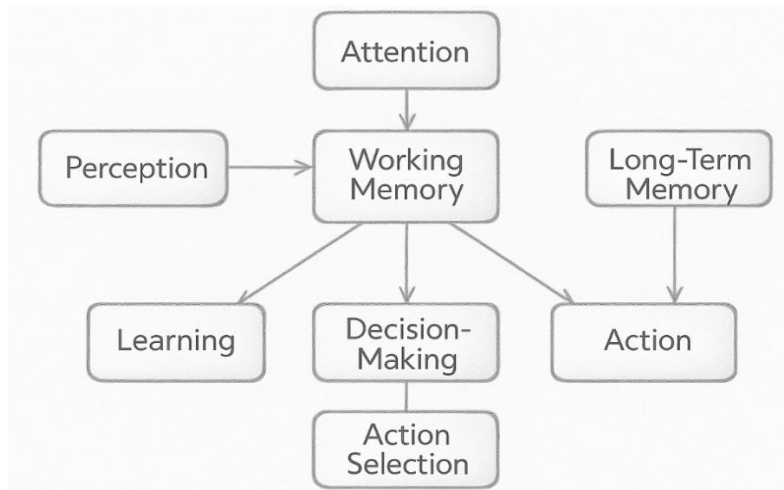 Attention
Perception
Working
Memory
Long-Term
Memory
Learning
Decision-
Making
Action
Action
Selection